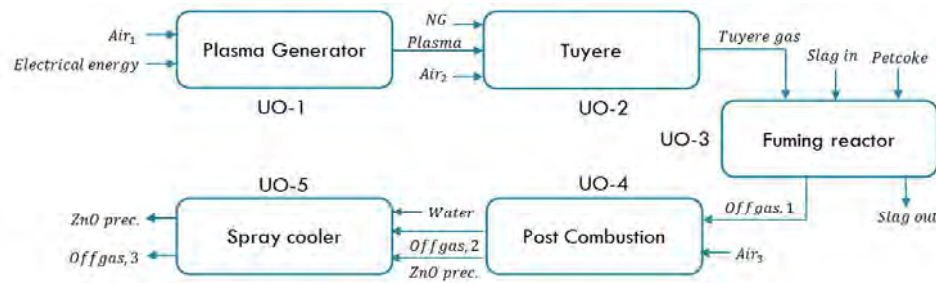 Air₁
Electrical energy
Plasma Generator
UO-1
Plasma
NG
Air₂
Tuyere
UO-2
Tuyere gas
Slag in
Petcoke
UO-3
Fuming reactor
Slag out
Offgas.1
UO-4
Post Combustion
Air₃
Water
Offgas,2
ZnO prec.
UO-5
Spray cooler
ZnO prec.
Offgas,3